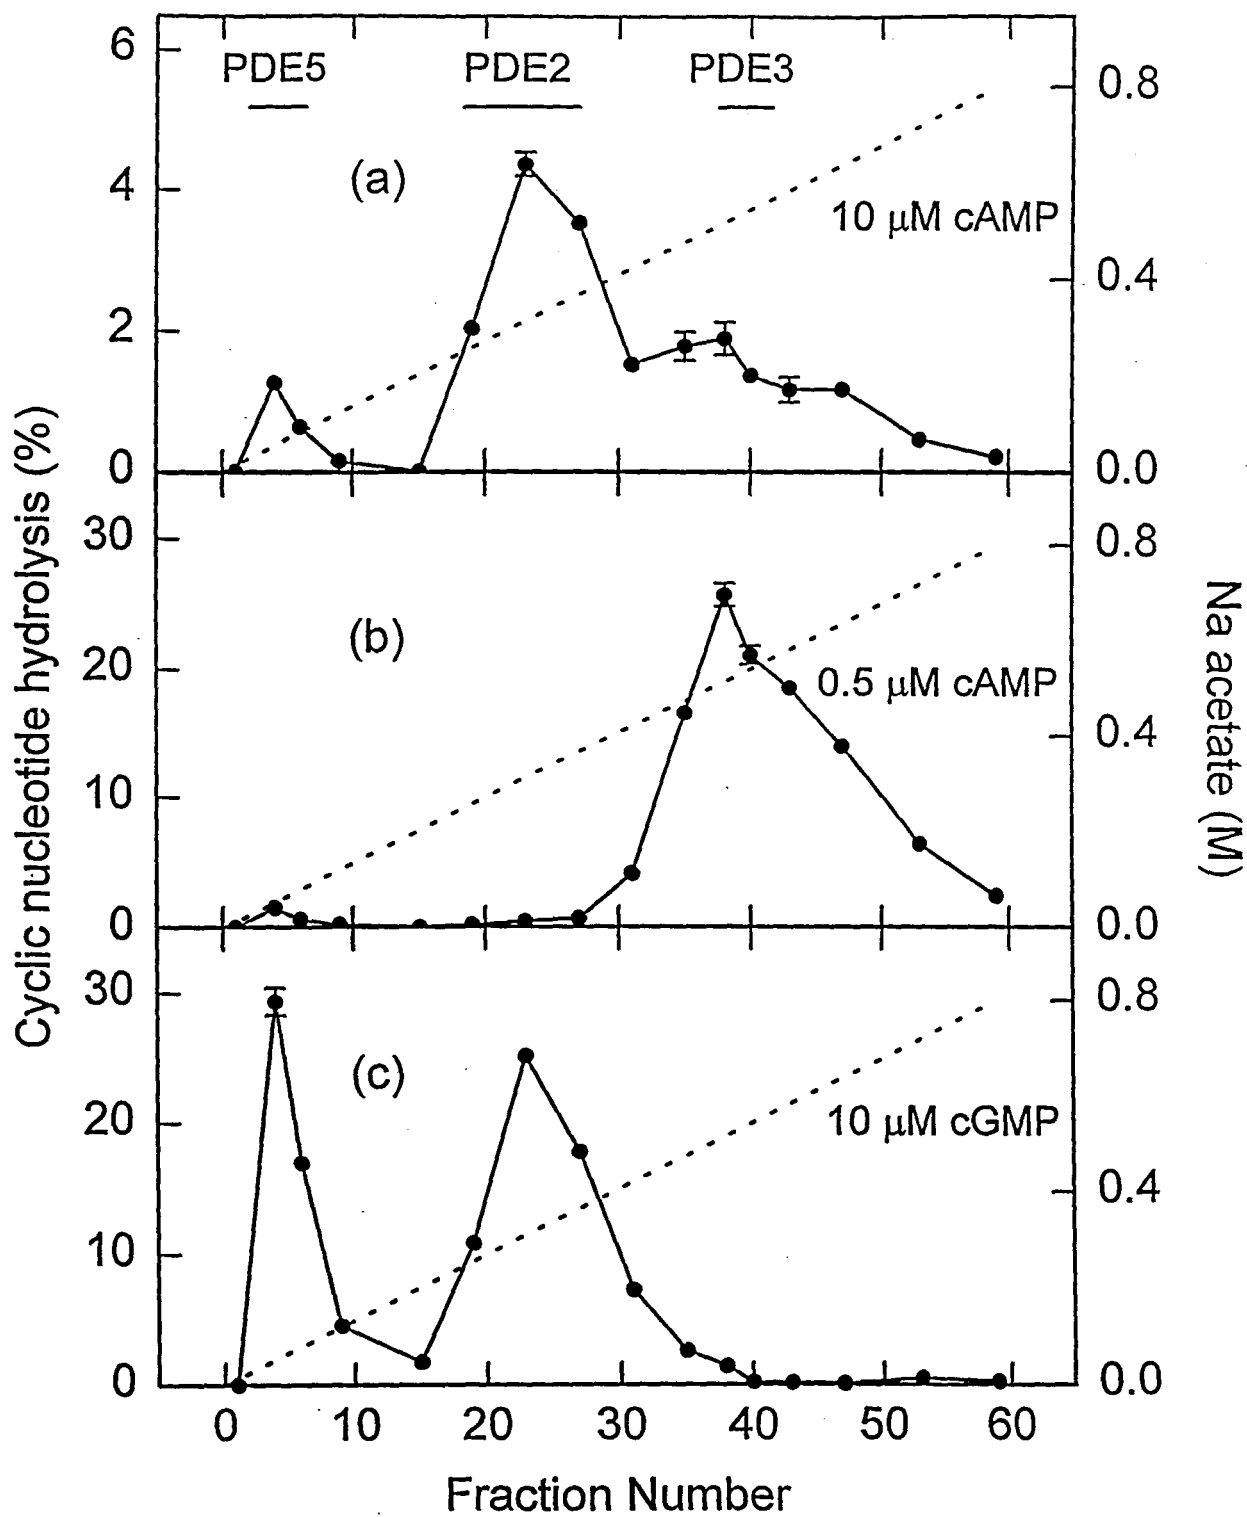 Cyclic nucleotide hydrolysis (%)
Na acetate (M)
PDE5 PDE2 PDE3
(a)
10 μM cAMP
6
4
2
0
0.8
0.4
0.0
(b)
0.5 μM cAMP
30
20
10
0
0.8
0.4
0.0
(c)
10 μM cGMP
30
20
10
0
0.8
0.4
0.0
0 10 20 30 40 50 60
Fraction Number